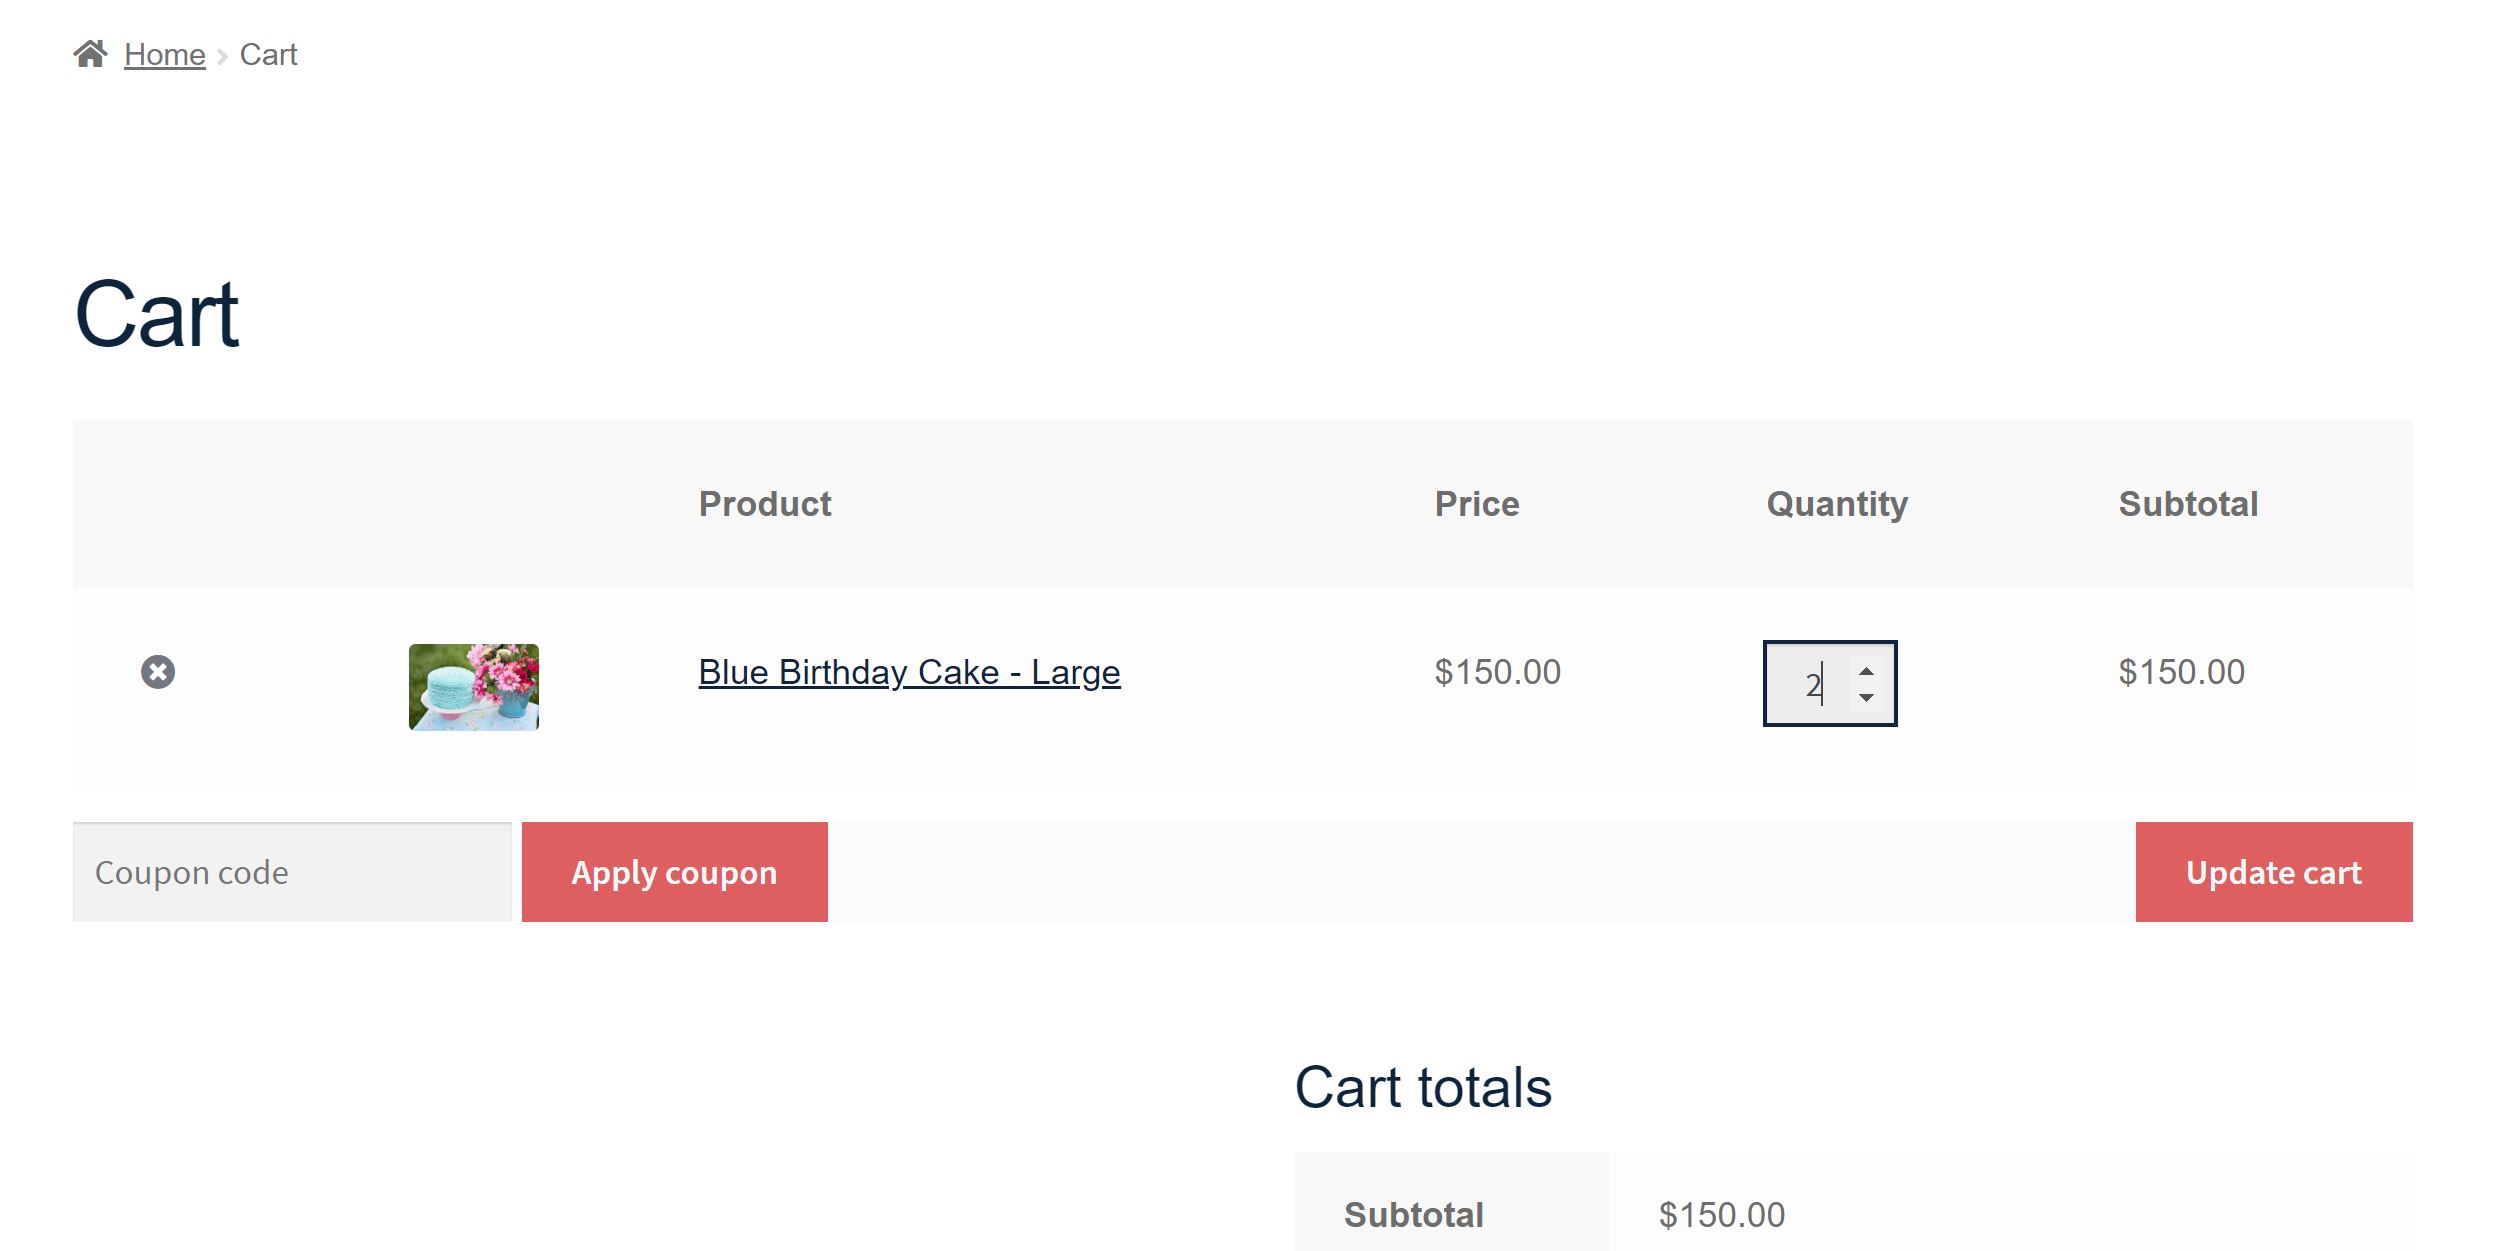 Home Cart
Cart
Product Price Quantity Subtotal
Blue Birthday Cake - Large $150.00 2 $150.00
Coupon code Apply coupon Update cart
Cart totals
Subtotal $150.00